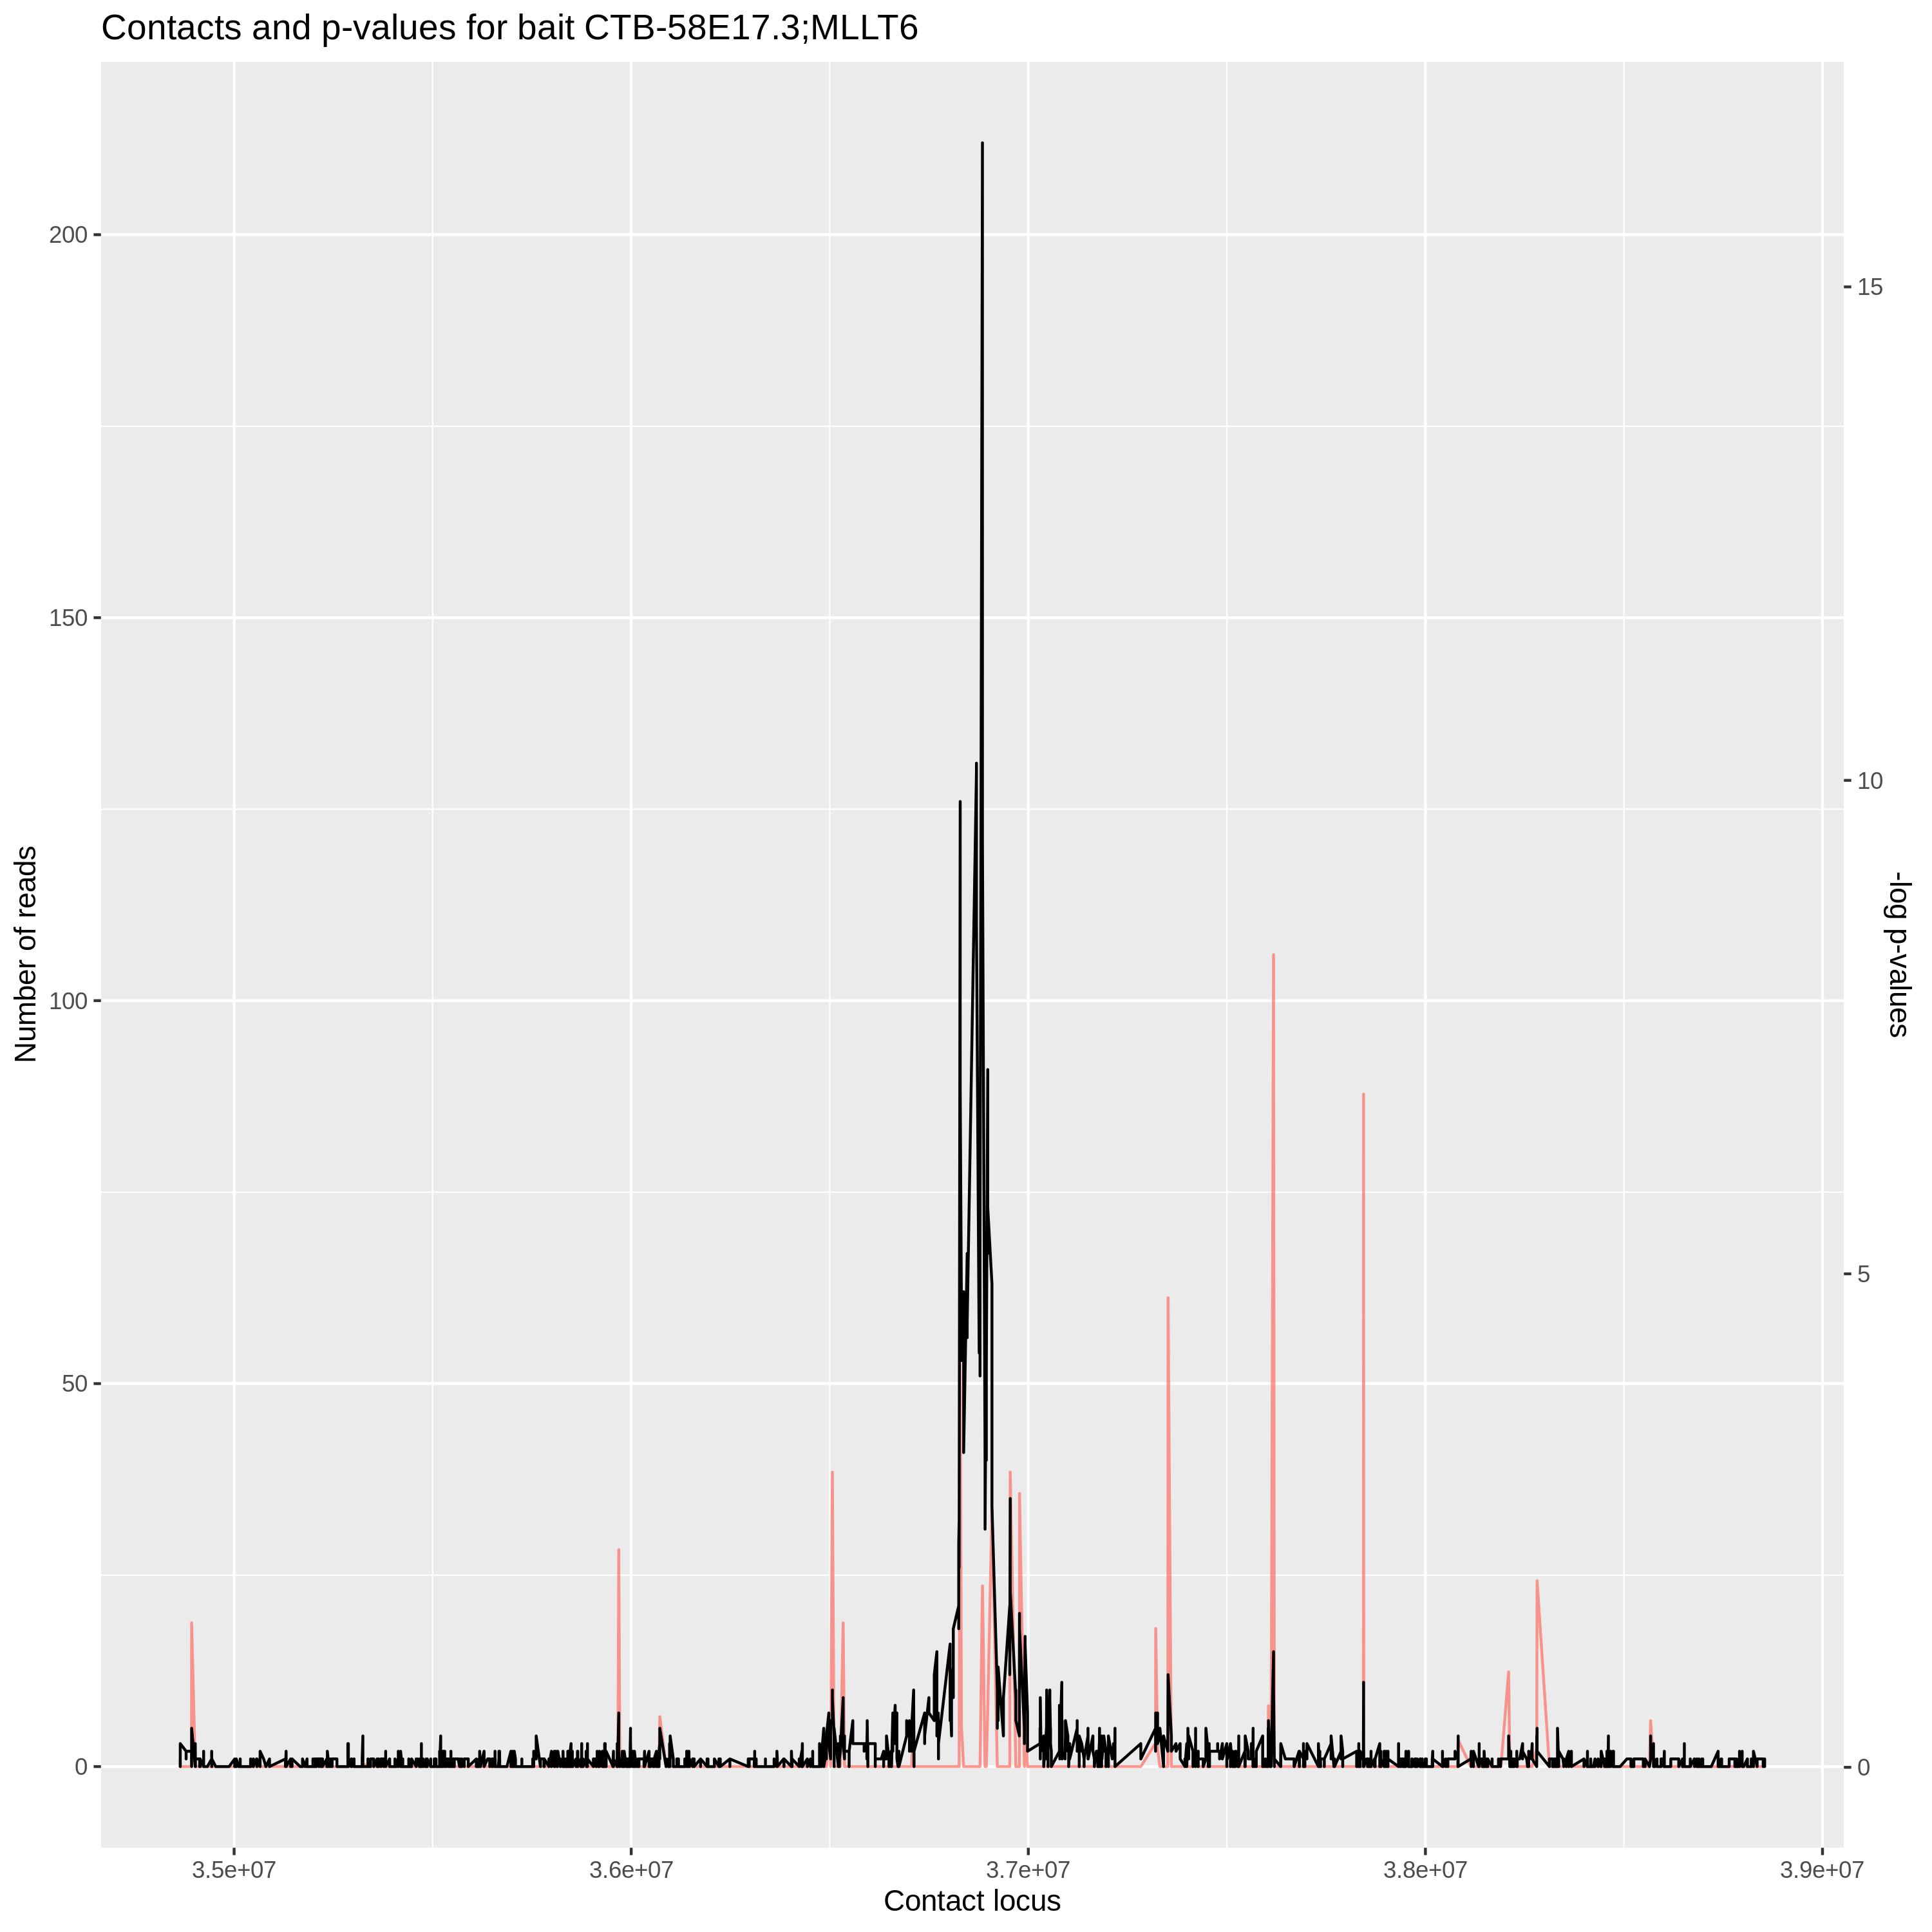 Contacts and p-values for bait CTB-58E17.3;MLLT6
200
150
100
50
0
Number of reads
15
10
5
0
-log p-values
3.5e+07
3.6e+07
3.7e+07
3.8e+07
3.9e+07
Contact locus